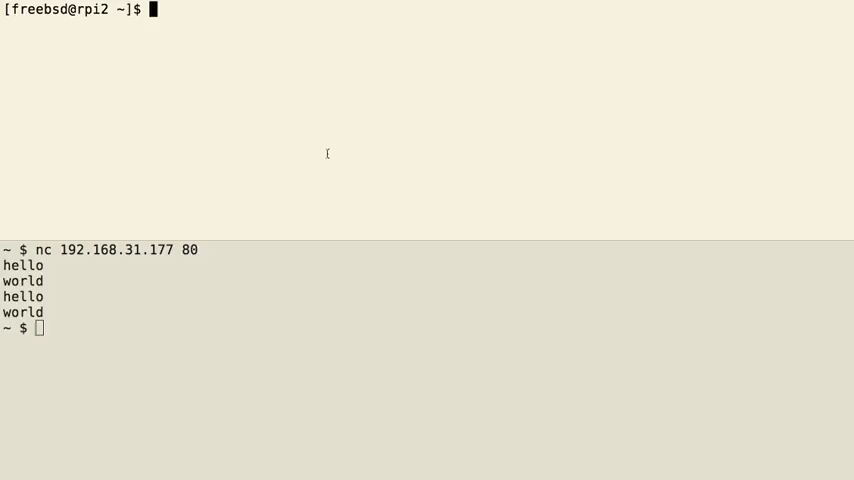 [freebsd@rpi2 ~]$
~ $ nc 192.168.31.177 80
hello
world
hello
world
~ $